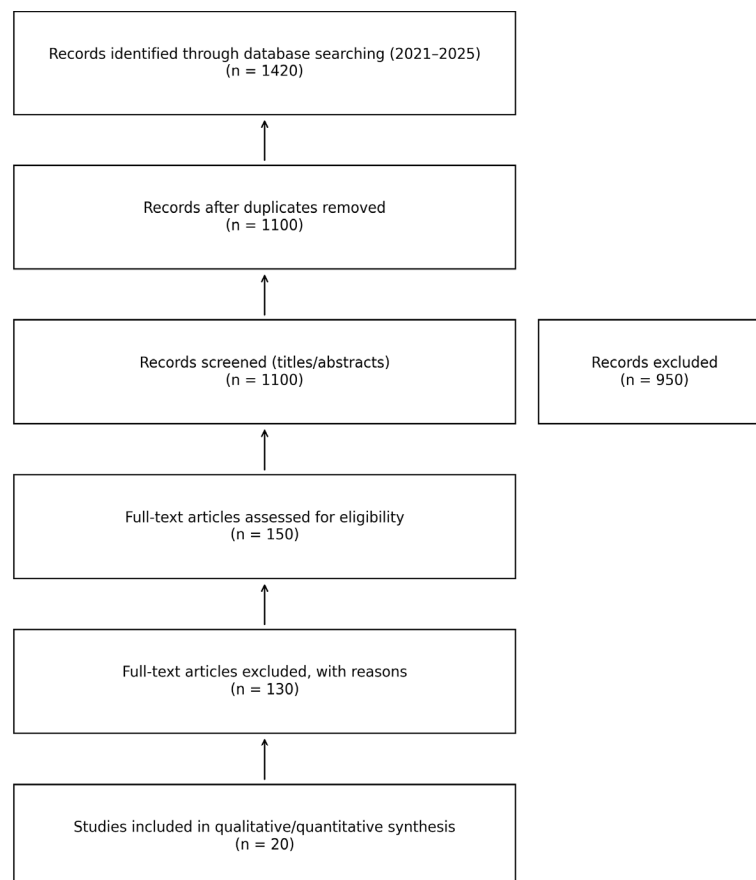 Records identified through database searching (2021–2025)
(n = 1420)
Records after duplicates removed
(n = 1100)
Records screened (titles/abstracts)
(n = 1100)
Records excluded
(n = 950)
Full-text articles assessed for eligibility
(n = 150)
Full-text articles excluded, with reasons
(n = 130)
Studies included in qualitative/quantitative synthesis
(n = 20)